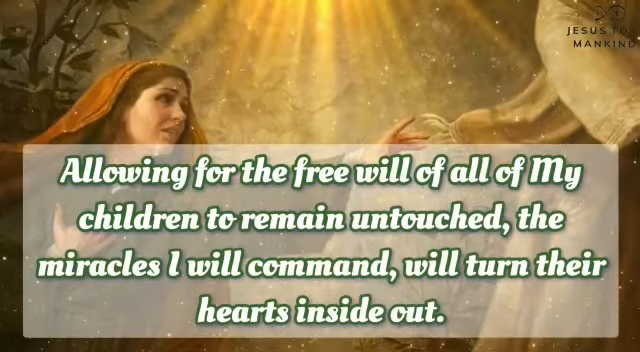 JESUS TO
MANKIND
Allowing for the free will of all of My
children to remain untouched, the
miracles I will command, will turn their
hearts inside out.